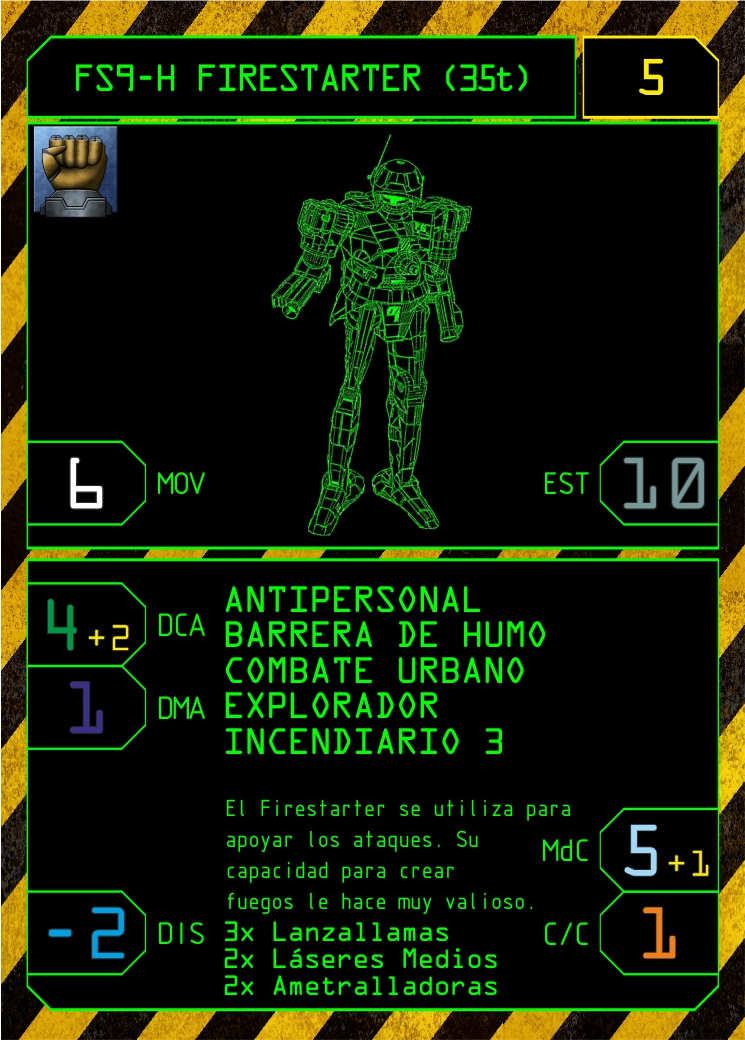 FS9-H FIRESTARTER (35t)
5
6 MOV
EST 10
4 +2 DCA
1 DMA
ANTIPERSONAL
BARRERA DE HUMO
COMBATE URBANO
EXPLORADOR
INCENDIARIO 3
El Firestarter se utiliza para
apoyar los ataques. Su
capacidad para crear
fuegos le hace muy valioso.
MdC 5 +1
-2 DIS
3x Lanzallamas
2x Láseres Medios
2x Ametralladoras
C/C 1